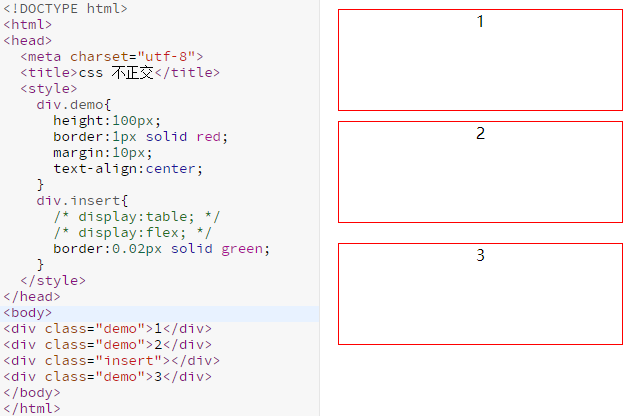 <!DOCTYPE html>
<html>
<head>
  <meta charset="utf-8">
  <title>css 不正交</title>
  <style>
    div.demo{
      height:100px;
      border:1px solid red;
      margin:10px;
      text-align:center;
    }
    div.insert{
      /* display:table; */
      /* display:flex; */
      border:0.02px solid green;
    }
  </style>
</head>
<body>
<div class="demo">1</div>
<div class="demo">2</div>
<div class="insert"></div>
<div class="demo">3</div>
</body>
</html>
1
2
3